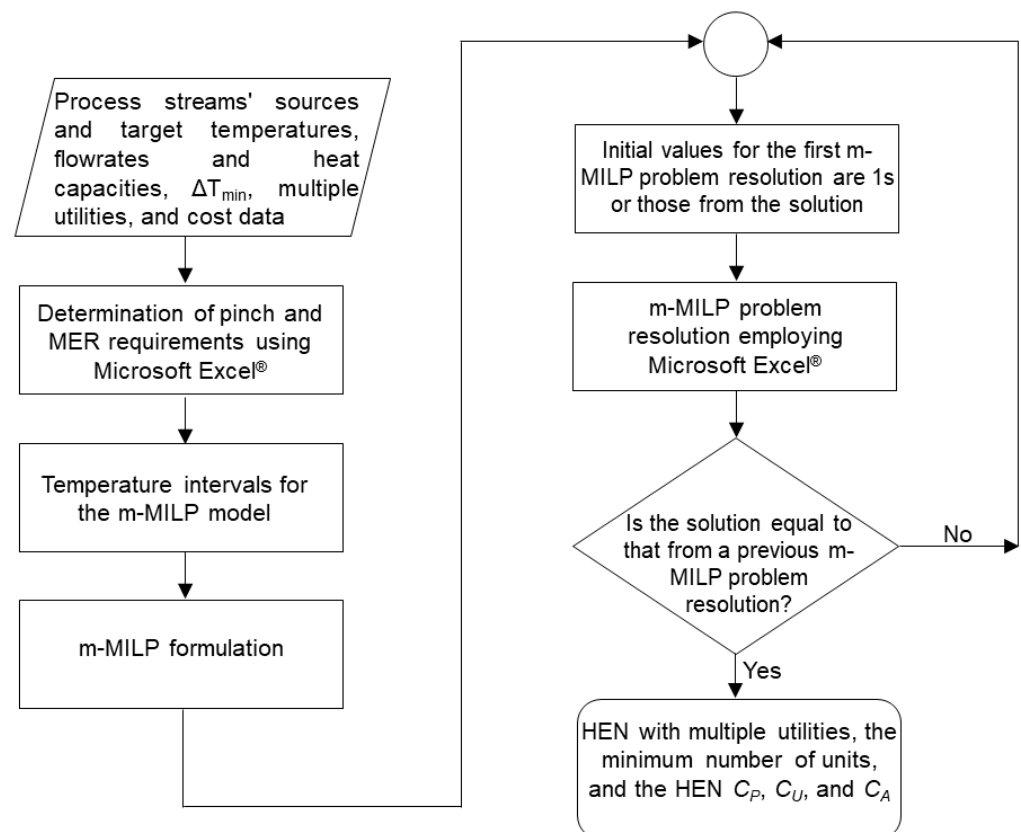 Process streams' sources
and target temperatures,
flowrates and heat
capacities, ΔTmin, multiple
utilities, and cost data
Determination of pinch and
MER requirements using
Microsoft Excel®
Temperature intervals for
the m-MILP model
m-MILP formulation
Initial values for the first m-
MILP problem resolution are 1s
or those from the solution
m-MILP problem
resolution employing
Microsoft Excel®
Is the solution equal to
that from a previous m-
MILP problem
resolution?
No
Yes
HEN with multiple utilities, the
minimum number of units,
and the HEN CP, CU, and CA